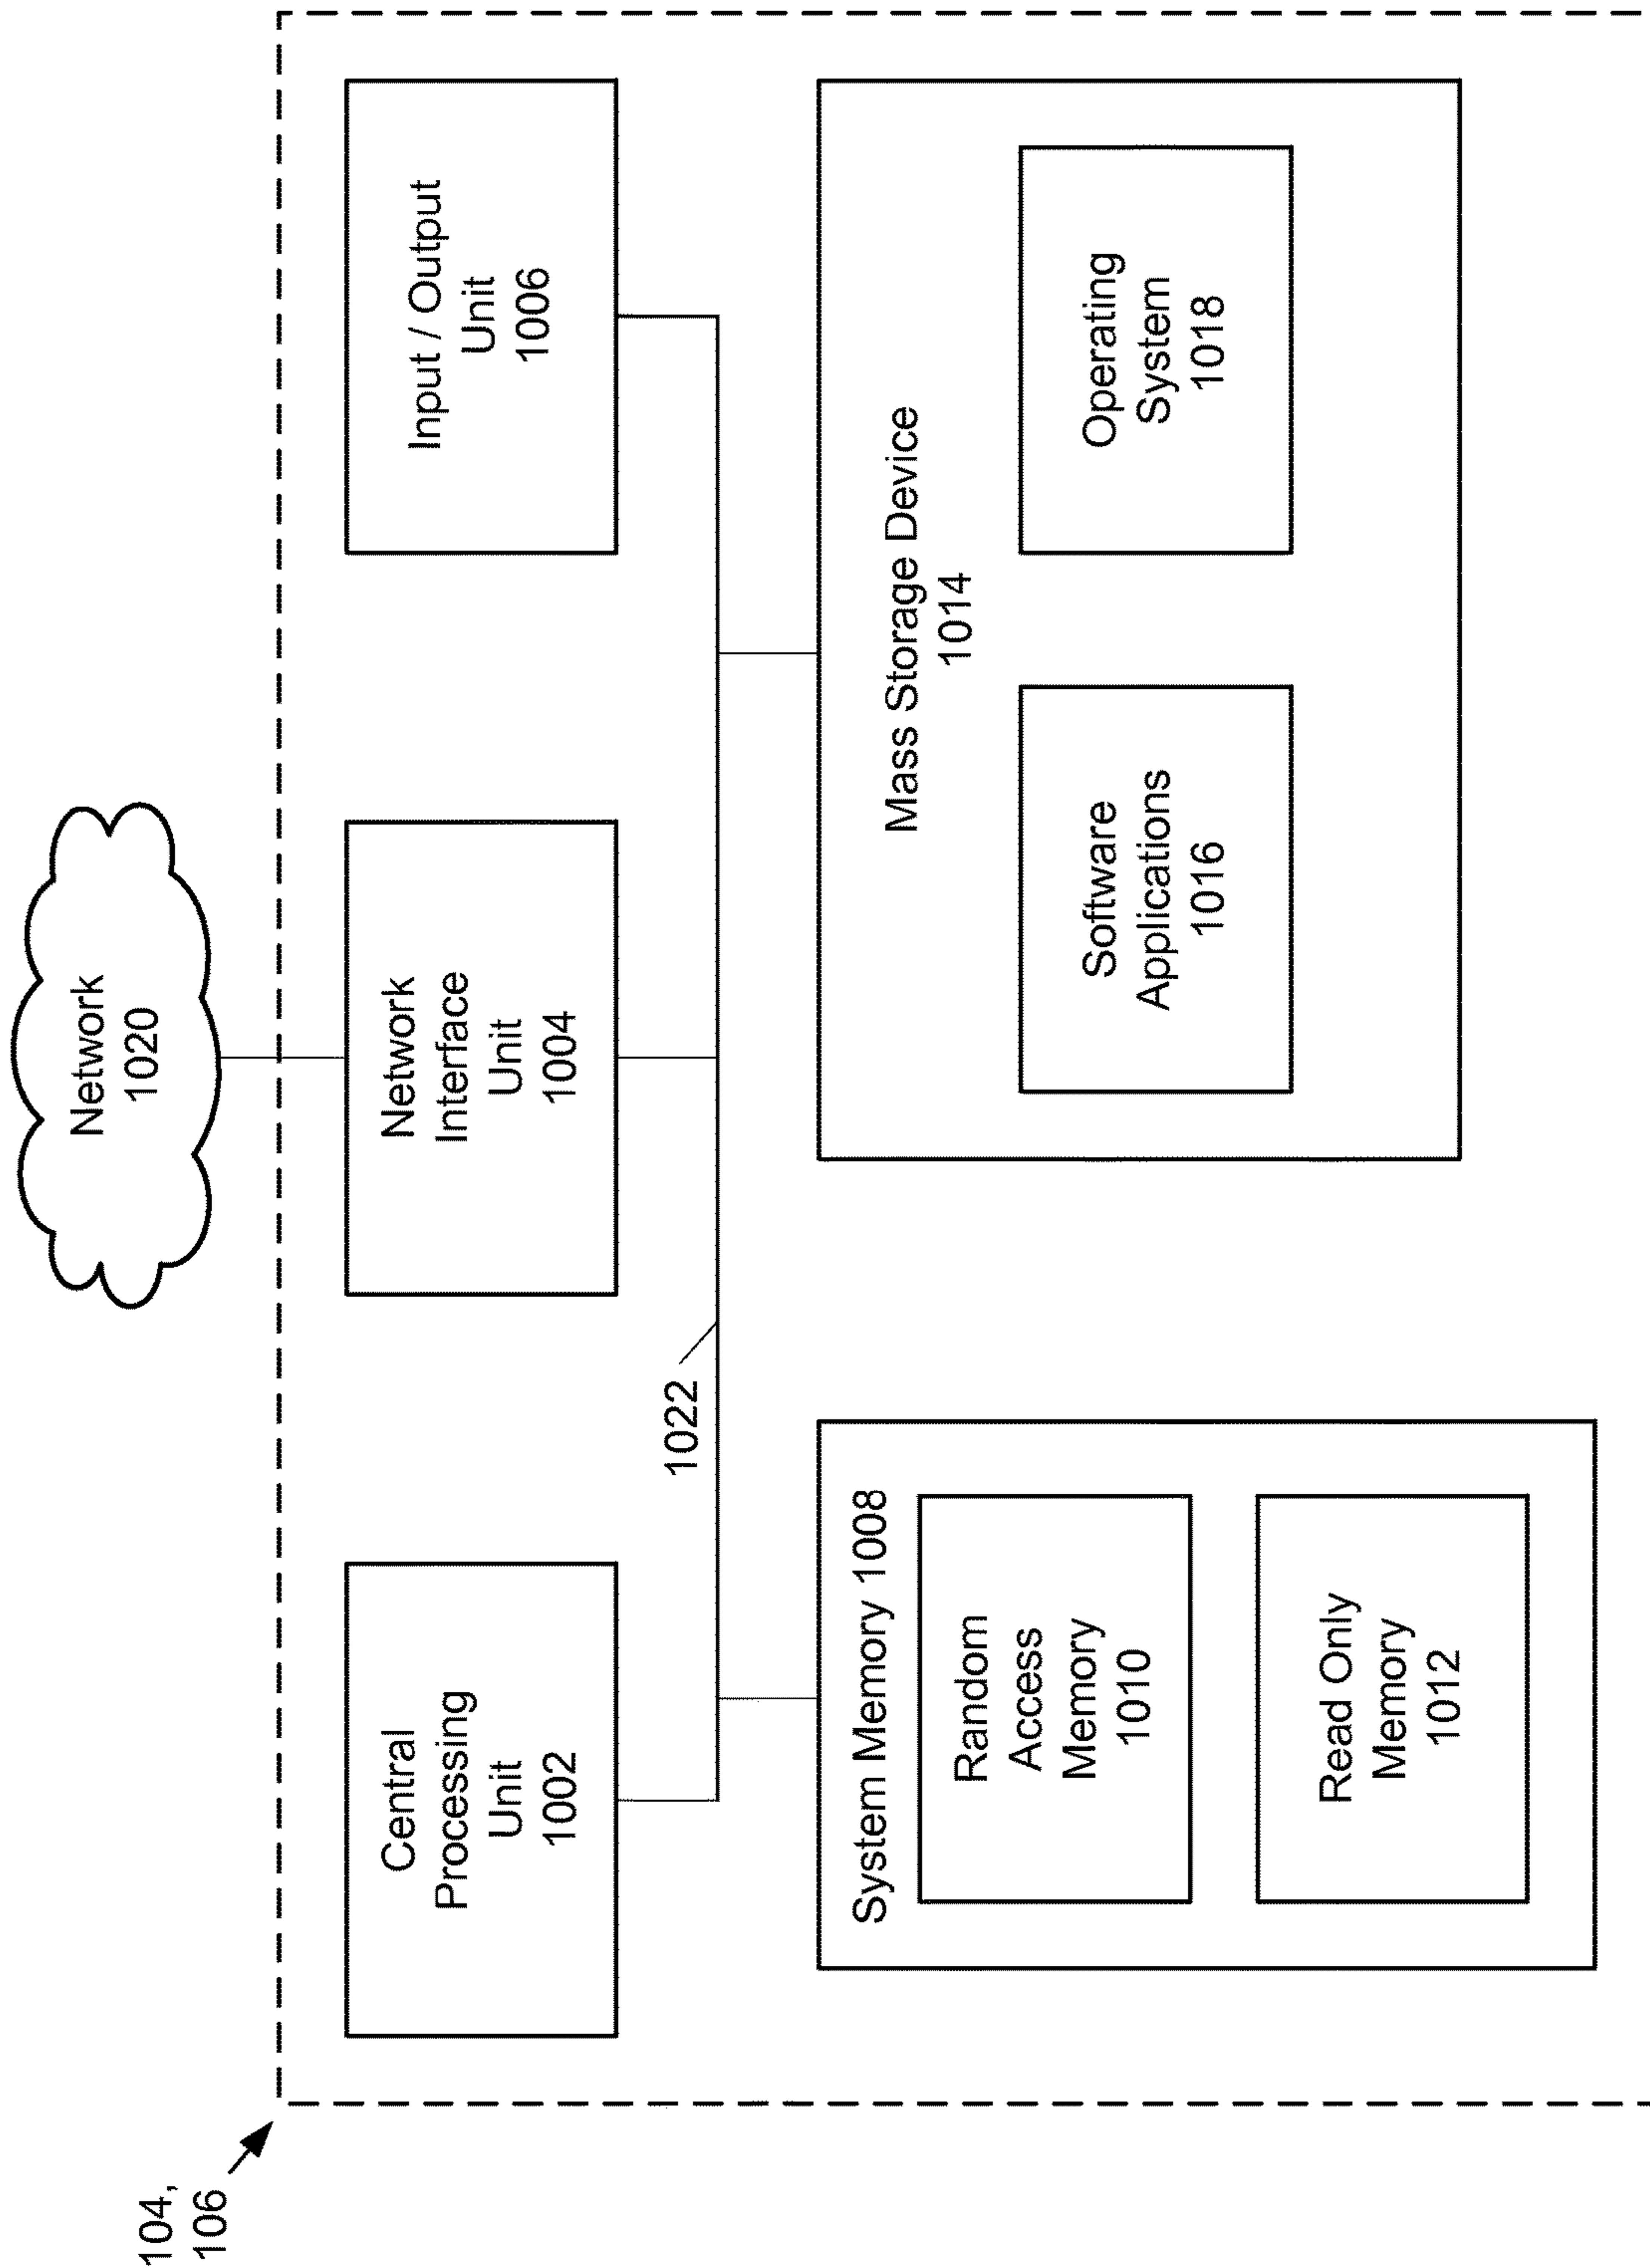 104,
106
Network
1020
Central
Processing
Unit
1002
Network
Interface
Unit
1004
Input / Output
Unit
1006
1022
System Memory 1008
Random
Access
Memory
1010
Read Only
Memory
1012
Mass Storage Device
1014
Software
Applications
1016
Operating
System
1018